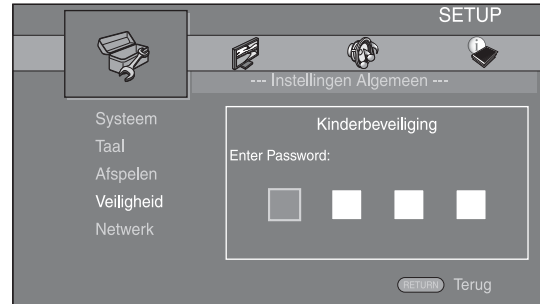 SETUP
--- Instellingen Algemeen ---
Systeem
Taal
Afspelen
Veiligheid
Netwerk
Kinderbeveiliging
Enter Password:
RETURN Terug